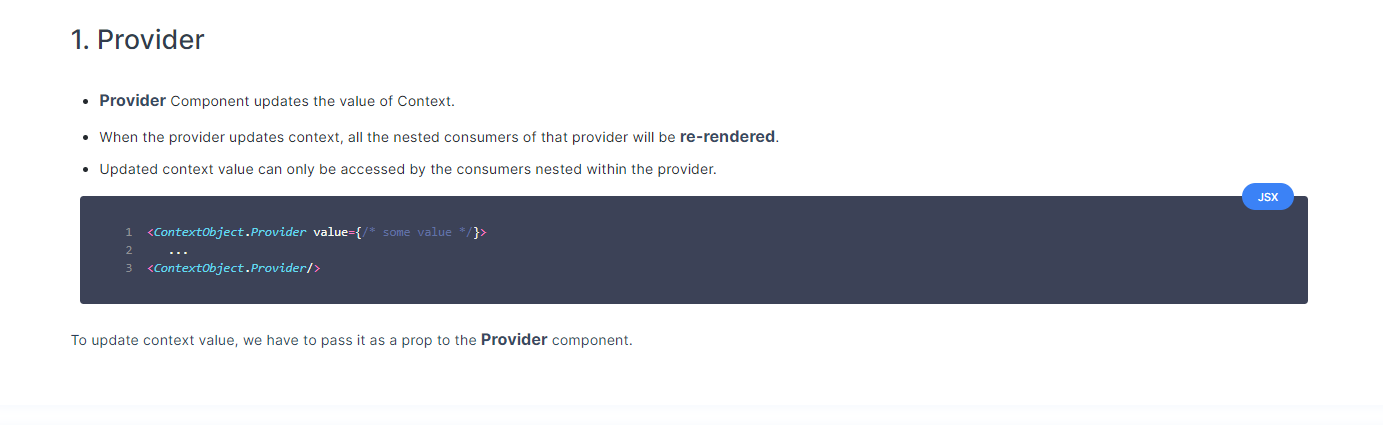 1. Provider
• Provider Component updates the value of Context.
• When the provider updates context, all the nested consumers of that provider will be re-rendered.
• Updated context value can only be accessed by the consumers nested within the provider.
JSX
1 <ContextObject.Provider value={/* some value */}>
2 ...
3 <ContextObject.Provider/>
To update context value, we have to pass it as a prop to the Provider component.